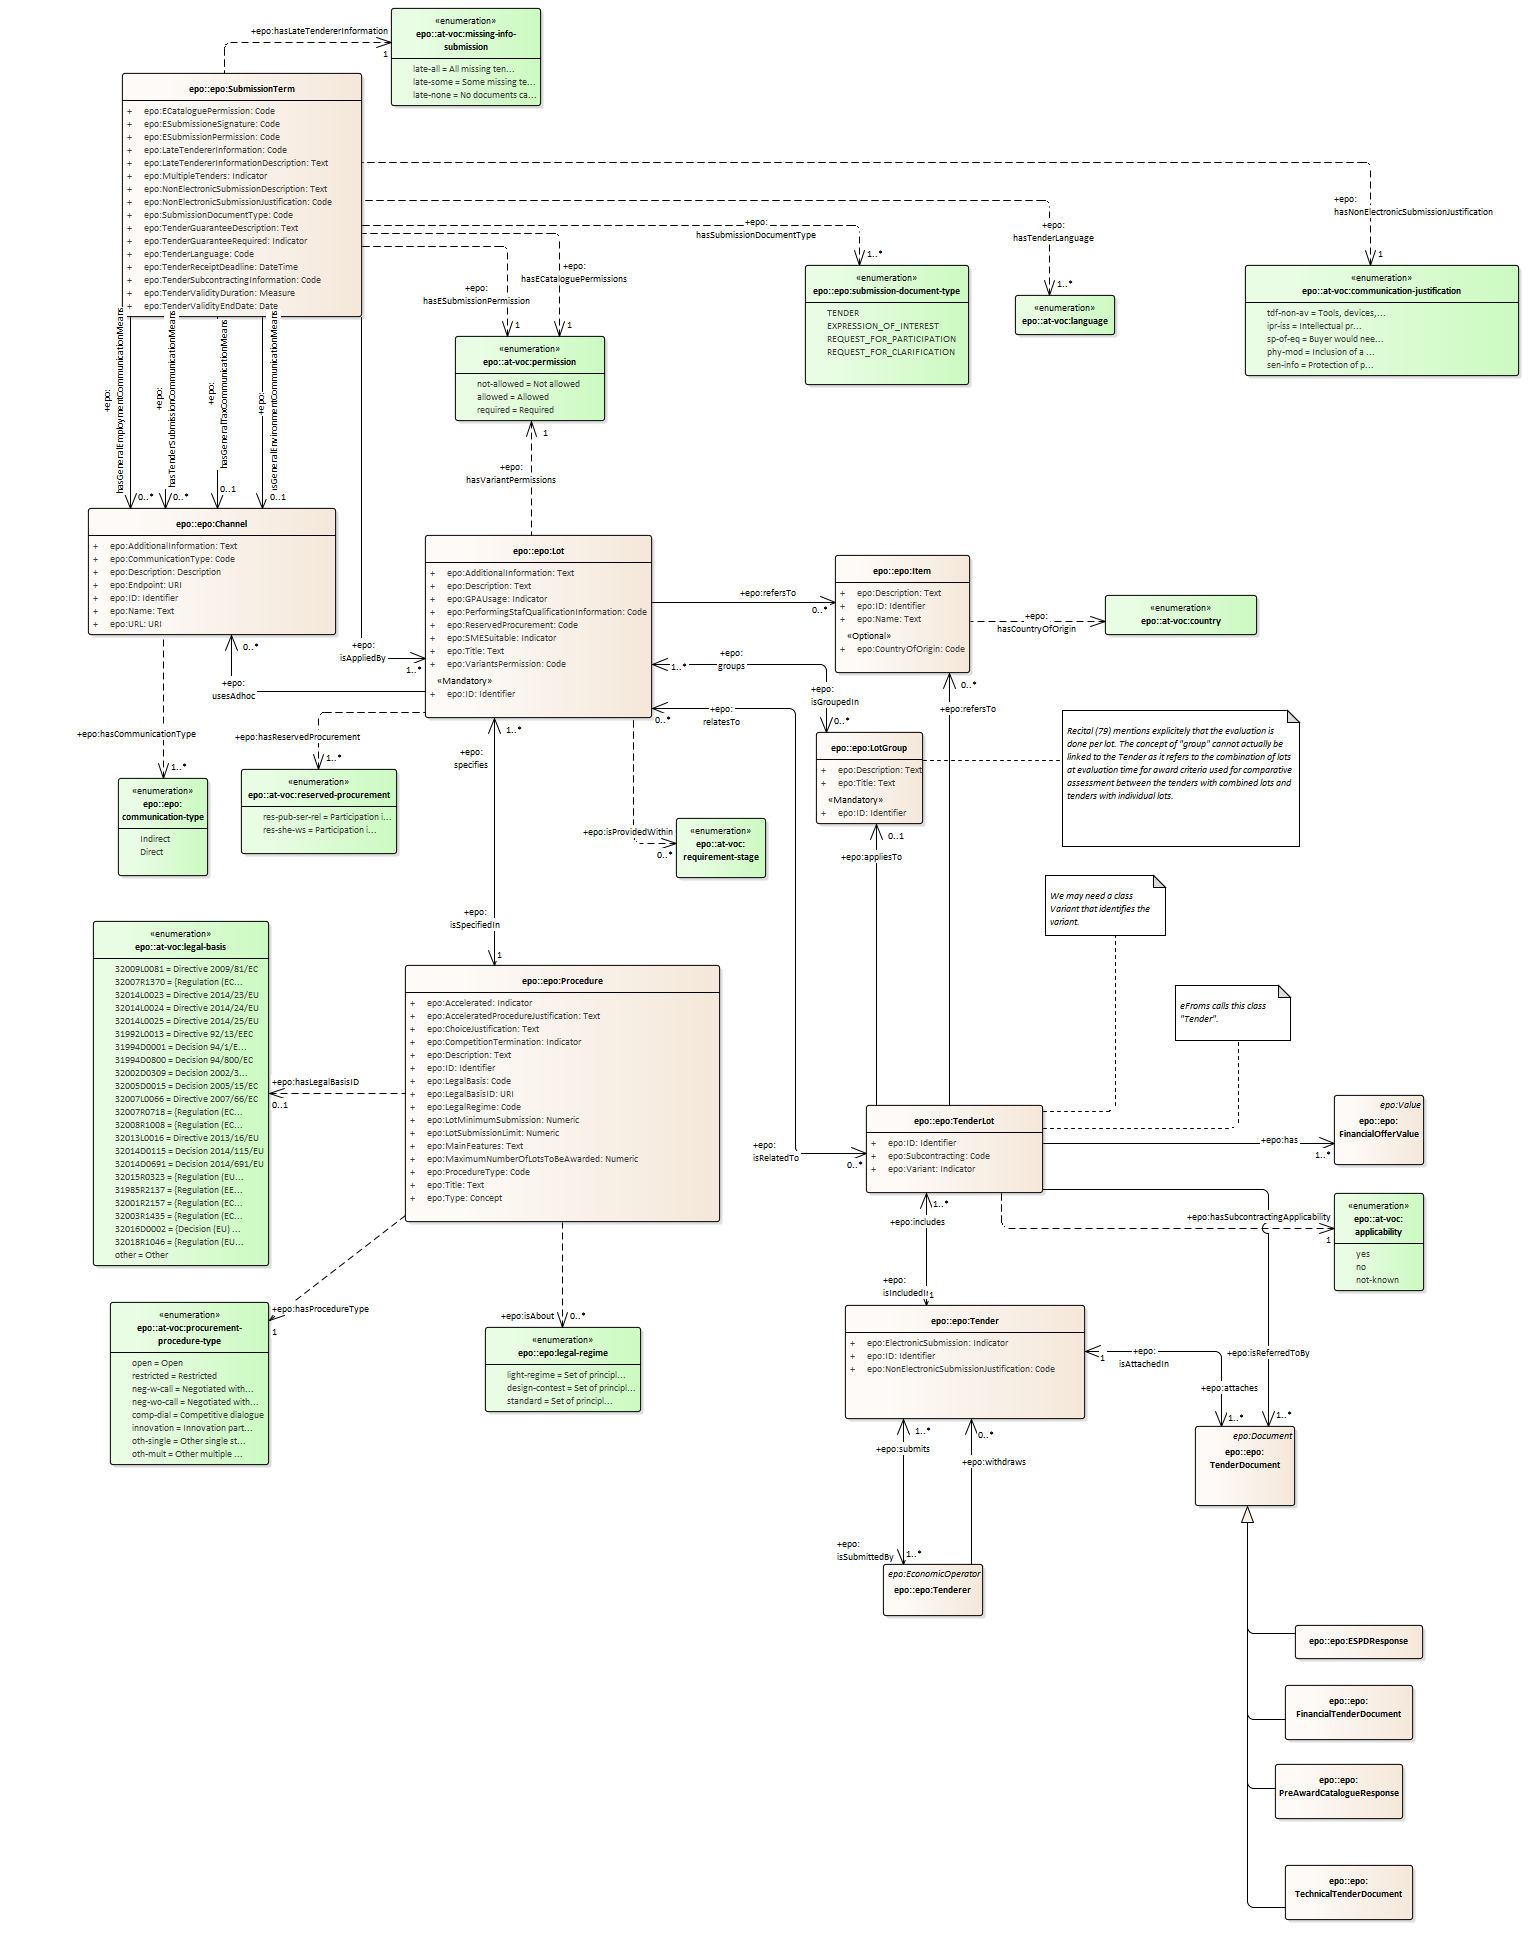 +epo:hasLateTendererInformation
1
«enumeration»
epo::at-voc:missing-info-
submission
late-all = All missing ten...
late-some = Some missing te...
late-none = No documents ca...
epo::epo:SubmissionTerm
+ epo:ECataloguePermission: Code
+ epo:ESubmissioneSignature: Code
+ epo:ESubmissionPermission: Code
+ epo:LateTendererInformation: Code
+ epo:LateTendererInformationDescription: Text
+ epo:MultipleTenders: Indicator
+ epo:NonElectronicSubmissionDescription: Text
+ epo:NonElectronicSubmissionJustification: Code
+ epo:SubmissionDocumentType: Code
+ epo:TenderGuaranteeDescription: Text
+ epo:TenderGuaranteeRequired: Indicator
+ epo:TenderLanguage: Code
+ epo:TenderReceiptDeadline: DateTime
+ epo:TenderSubcontractingInformation: Code
+ epo:TenderValidityDuration: Measure
+ epo:TenderValidityEndDate: Date
+epo:
hasNonElectronicSubmissionJustification
1
+epo:
hasTenderLanguage
1..*
+epo:
hasSubmissionDocumentType
1..*
+epo:
hasECataloguePermissions
1
+epo:
hasESubmissionPermission
1
«enumeration»
epo::epo:submission-document-type
TENDER
EXPRESSION_OF_INTEREST
REQUEST_FOR_PARTICIPATION
REQUEST_FOR_CLARIFICATION
«enumeration»
epo::at-voc:language
«enumeration»
epo::at-voc:communication-justification
tdf-non-av = Tools, devices,...
ipr-iss = Intellectual pr...
sp-of-eq = Buyer would nee...
phy-mod = Inclusion of a ...
sen-info = Protection of p...
«enumeration»
epo::at-voc:permission
not-allowed = Not allowed
allowed = Allowed
required = Required
1
+epo:
hasVariantPermissions
+epo:
hasGeneralEmploymentCommunicationMeans
0..*
+epo:
hasTenderSubmissionCommunicationMeans
0..*
+epo:
hasGeneralTaxCommunicationMeans
0..1
+epo:
isGeneralEnvironmentCommunicationMeans
0..1
epo::epo:Channel
+ epo:AdditionalInformation: Text
+ epo:CommunicationType: Code
+ epo:Description: Description
+ epo:Endpoint: URI
+ epo:ID: Identifier
+ epo:Name: Text
+ epo:URL: URI
epo::epo:Lot
+ epo:AdditionalInformation: Text
+ epo:Description: Text
+ epo:GPAUsage: Indicator
+ epo:PerformingStafQualificationInformation: Code
+ epo:ReservedProcurement: Code
+ epo:SMESuitable: Indicator
+ epo:Title: Text
+ epo:VariantsPermission: Code
«Mandatory»
+ epo:ID: Identifier
+epo:refersTo
0..*
epo::epo:Item
+ epo:Description: Text
+ epo:ID: Identifier
+ epo:Name: Text
«Optional»
+ epo:CountryOfOrigin: Code
+epo:
hasCountryOfOrigin
«enumeration»
epo::at-voc:country
+epo:
isAppliedBy
1..*
0..*
+epo:
usesAdhoc
1..*
+epo:
groups
+epo:
isGroupedIn
0..*
0..*
+epo:
relatesTo
0..*
+epo:refersTo
+epo:hasCommunicationType
1..*
+epo:hasReservedProcurement
1..*
1..*
+epo:
specifies
«enumeration»
epo::epo:
communication-type
Indirect
Direct
«enumeration»
epo::at-voc:reserved-procurement
res-pub-ser-rel = Participation i...
res-she-ws = Participation i...
epo::epo:LotGroup
+ epo:Description: Text
+ epo:Title: Text
«Mandatory»
+ epo:ID: Identifier
Recital (79) mentions explicitly that the evaluation is
done per lot. The concept of "group" cannot actually be
linked to the Tender as it refers to the combination of lots
at evaluation time for award criteria used for comparative
assessment between the tenders with combined lots and
tenders with individual lots.
+epo:isProvidedWithin
0..*
«enumeration»
epo::at-voc:
requirement-stage
0..1
+epo:appliesTo
We may need a class
Variant that identifies the
variant.
+epo:
isSpecifiedIn
1
«enumeration»
epo::at-voc:legal-basis
32009L0081 = Directive 2009/81/EC
32007R1370 = {Regulation (EC...
32014L0023 = Directive 2014/23/EU
32014L0024 = Directive 2014/24/EU
32014L0025 = Directive 2014/25/EU
31992L0013 = Directive 92/13/EEC
31994D0001 = Decision 94/1/E...
31994D0800 = Decision 94/800/EC
32002D0309 = Decision 2002/3...
32005D0015 = Decision 2005/15/EC
32007L0066 = Directive 2007/66/EC
32007R0718 = {Regulation (EC...
32008R1008 = {Regulation (EC...
32013L0016 = Directive 2013/16/EU
32014D0115 = Decision 2014/115/EU
32014D0691 = Decision 2014/691/EU
32015R0323 = {Regulation (EU...
31985R2137 = {Regulation (EE...
32001R2157 = {Regulation (EC...
32003R1435 = {Regulation (EC...
32016D0002 = {Decision (EU) ...
32018R1046 = {Regulation (EU...
other = Other
+epo:hasLegalBasisID
0..1
epo::epo:Procedure
+ epo:Accelerated: Indicator
+ epo:AcceleratedProcedureJustification: Text
+ epo:ChoiceJustification: Text
+ epo:CompetitionTermination: Indicator
+ epo:Description: Text
+ epo:ID: Identifier
+ epo:LegalBasis: Code
+ epo:LegalBasisID: URI
+ epo:LegalRegime: Code
+ epo:LotMinimumSubmission: Numeric
+ epo:LotSubmissionLimit: Numeric
+ epo:MainFeatures: Text
+ epo:MaximumNumberOfLotsToBeAwarded: Numeric
+ epo:ProcedureType: Code
+ epo:Title: Text
+ epo:Type: Concept
eFroms calls this class
"Tender".
epo::epo:TenderLot
+ epo:ID: Identifier
+ epo:Subcontracting: Code
+ epo:Variant: Indicator
+epo:
isRelatedTo
0..*
+epo:has
1..*
epo:Value
epo::epo:
FinancialOfferValue
+epo:hasSubcontractingApplicability
1
«enumeration»
epo::at-voc:
applicability
yes
no
not-known
1..*
+epo:includes
+epo:
isIncludedIn
1
+epo:hasProcedureType
1
«enumeration»
epo::at-voc:procurement-
procedure-type
open = Open
restricted = Restricted
neg-w-call = Negotiated with...
neg-wo-call = Negotiated with...
comp-dial = Competitive dialogue
innovation = Innovation part...
oth-single = Other single st...
oth-mult = Other multiple ...
+epo:isAbout
0..*
«enumeration»
epo::epo:legal-regime
light-regime = Set of principl...
design-contest = Set of principl...
standard = Set of principl...
epo::epo:Tender
+ epo:ElectronicSubmission: Indicator
+ epo:ID: Identifier
+ epo:NonElectronicSubmissionJustification: Code
1
+epo:
isAttachedIn
+epo:isReferredToBy
+epo:attaches
1..*
1..*
epo:Document
epo::epo:
TenderDocument
1..*
+epo:submits
0..*
+epo:withdraws
+epo:
isSubmittedBy
1..*
epo:EconomicOperator
epo::epo:Tenderer
epo::epo:ESPDResponse
epo::epo:
FinancialTenderDocument
epo::epo:
PreAwardCatalogueResponse
epo::epo:
TechnicalTenderDocument